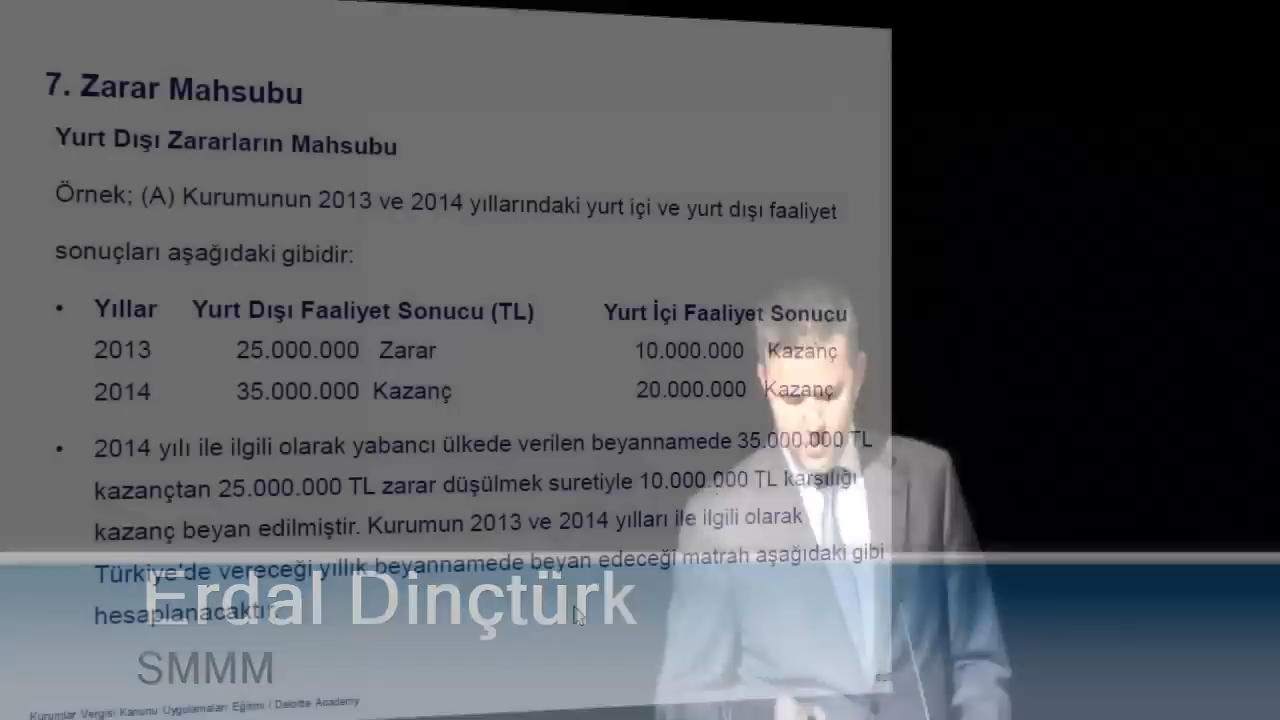 7. Zarar Mahsubu
Yurt Dışı Zararların Mahsubu
Örnek; (A) Kurumunun 2013 ve 2014 yıllarındaki yurt içi ve yurt dışı faaliyet
sonuçları aşağıdaki gibidir:
• Yıllar Yurt Dışı Faaliyet Sonucu (TL) Yurt İçi Faaliyet Sonucu
2013 25.000.000 Zarar 10.000.000 Kazanç
2014 35.000.000 Kazanç 20.000.000 Kazanç
• 2014 yılı ile ilgili olarak yabancı ülkede verilen beyannamede 35.000.000 TL
kazançtan 25.000.000 TL zarar düşülmek suretiyle 10.000.000 TL karşılığı
kazanç beyan edilmiştir. Kurumun 2013 ve 2014 yılları ile ilgili olarak
Türkiye'de vereceği yıllık beyannamede beyan edeceği matrah aşağıdaki gibi
hesaplanacaktır
Erdal Dinçtürk
SMMM
Kurumlar Vergisi Kanunu Uygulamaları Eğitimi / Deloitte Academy